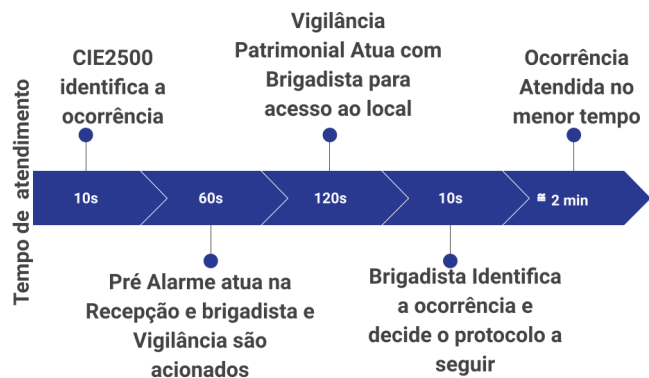 Tempo de atendimento
CIE2500
identifica a
ocorrência
Vigilância
Patrimonial Atua com
Brigadista para
acesso ao local
Ocorrência
Atendida no
menor tempo
10s
60s
120s
10s
≅ 2 min
Pré Alarme atua na
Recepção e brigadista e
Vigilância são
acionados
Brigadista Identifica
a ocorrência e
decide o protocolo a
seguir